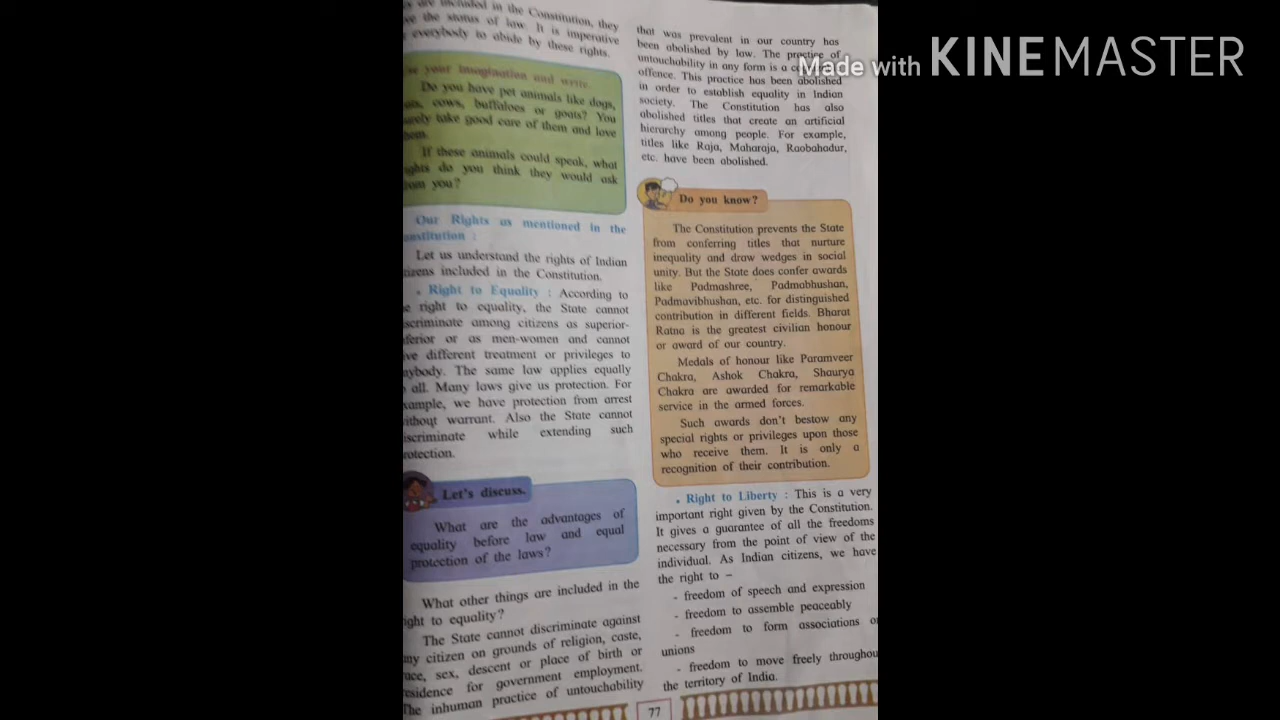 are included in the Constitution, they
the status of law. It is imperative
everybody to abide by these rights.
your imagination and write.
Do you have pet animals like dogs,
cows, buffaloes or goats? You
take good care of them and love
If these animals could speak, what
do you think they would ask
you?
Our Rights as mentioned in the
:
Let us understand the rights of Indian
included in the Constitution.
• Right to Equality : According to
right to equality, the State cannot
among citizens as superior-
or as men-women and cannot
different treatment or privileges to
The same law applies equally
all. Many laws give us protection. For
we have protection from arrest
warrant. Also the State cannot
while extending such
Let's discuss.
What are the advantages of
equality before law and equal
protection of the laws?
What other things are included in the
to equality?
The State cannot discriminate against
citizen on grounds of religion, caste,
sex, descent or place of birth or
for government employment.
The inhuman practice of untouchability
that was prevalent in our country has
been abolished by law. The practice of
untouchability in any form is a
offence. This practice has been abolished
in order to establish equality in Indian
society. The Constitution has also
abolished titles that create an artificial
hierarchy among people. For example,
titles like Raja, Maharaja, Raobahadur,
etc. have been abolished.
Do you know?
The Constitution prevents the State
from conferring titles that nurture
inequality and draw wedges in social
unity. But the State does confer awards
like Padmashree, Padmabhushan,
Padmavibhushan, etc. for distinguished
contribution in different fields. Bharat
Ratna is the greatest civilian honour
or award of our country.
Medals of honour like Paramveer
Chakra, Ashok Chakra, Shaurya
Chakra are awarded for remarkable
service in the armed forces.
Such awards don't bestow any
special rights or privileges upon those
who receive them. It is only a
recognition of their contribution.
• Right to Liberty : This is a very
important right given by the Constitution.
It gives a guarantee of all the freedoms
necessary from the point of view of the
individual. As Indian citizens, we have
the right to –
- freedom of speech and expression
- freedom to assemble peaceably
- freedom to form associations
unions
- freedom to move freely
the territory of India.
77
Made with KINEMASTER